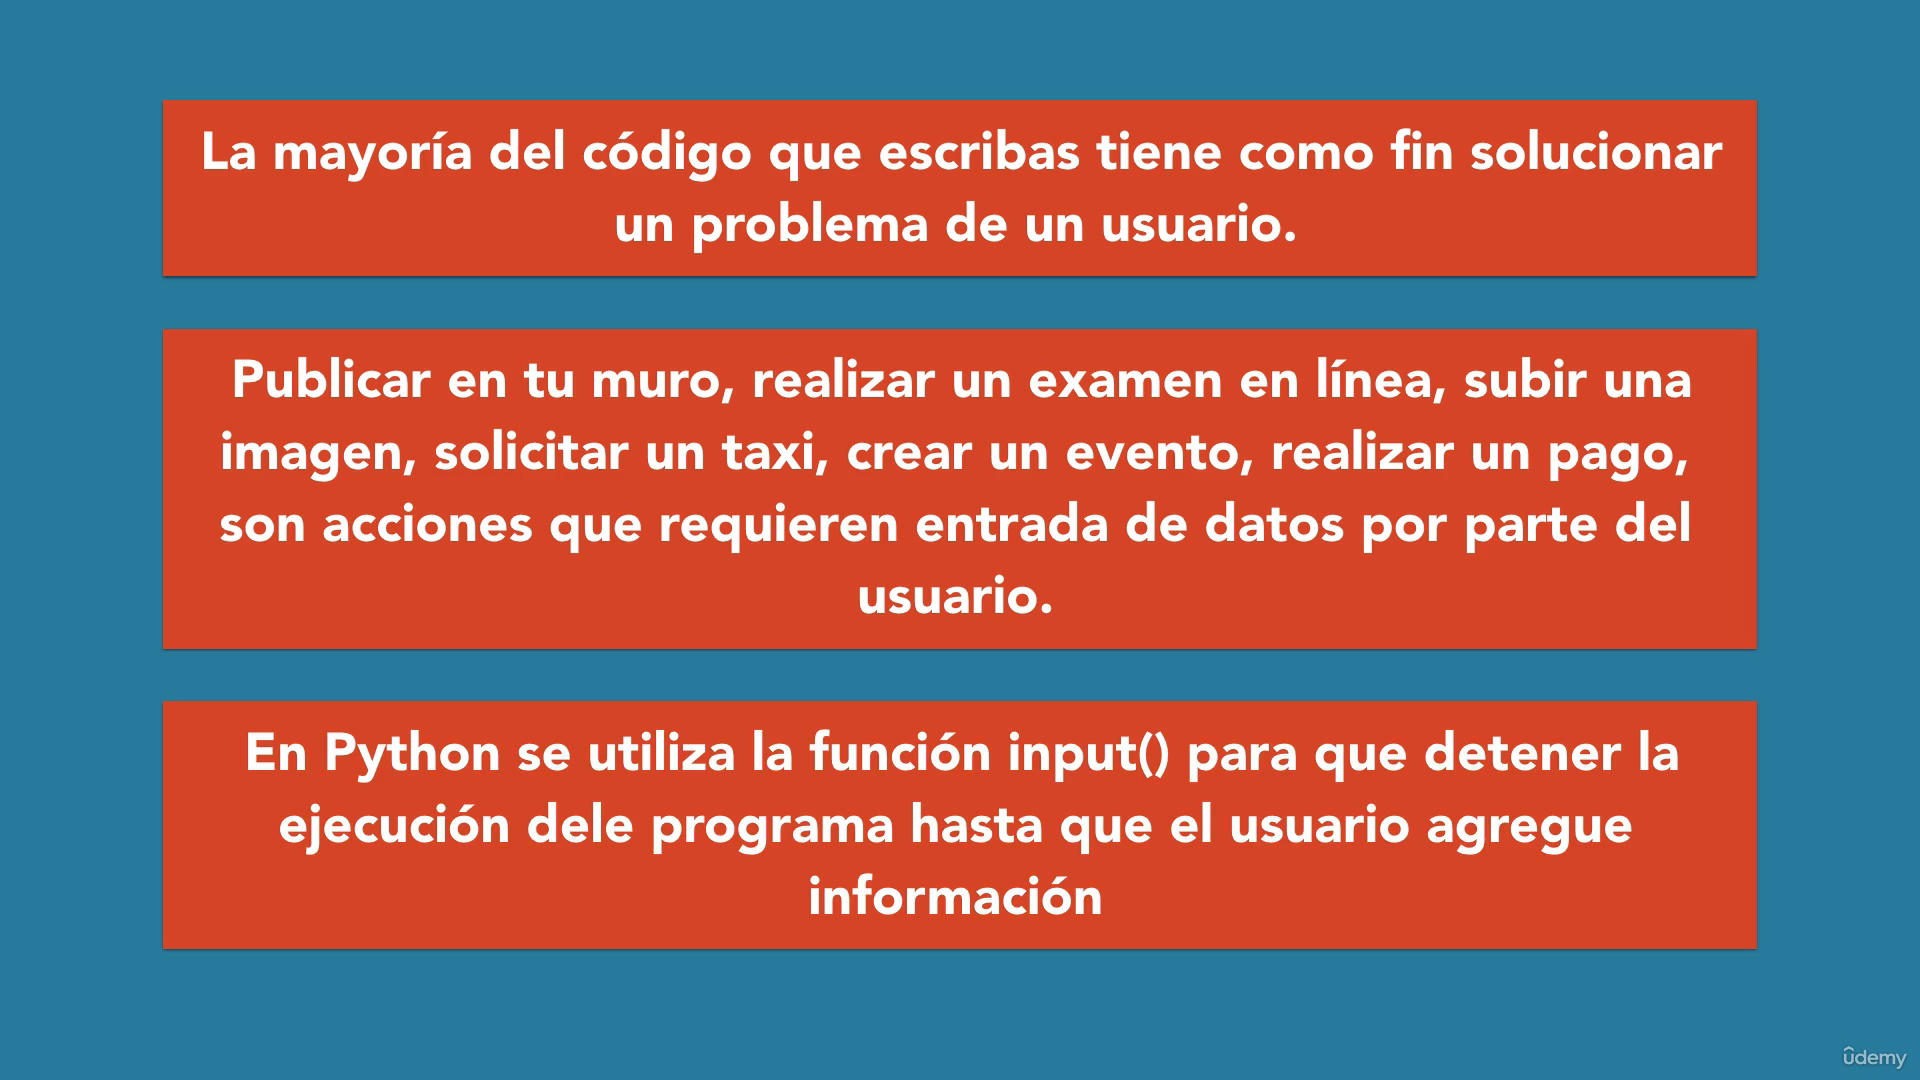 La mayoría del código que escribas tiene como fin solucionar
un problema de un usuario.
Publicar en tu muro, realizar un examen en línea, subir una
imagen, solicitar un taxi, crear un evento, realizar un pago,
son acciones que requieren entrada de datos por parte del
usuario.
En Python se utiliza la función input() para que detener la
ejecución dele programa hasta que el usuario agregue
información
udemy